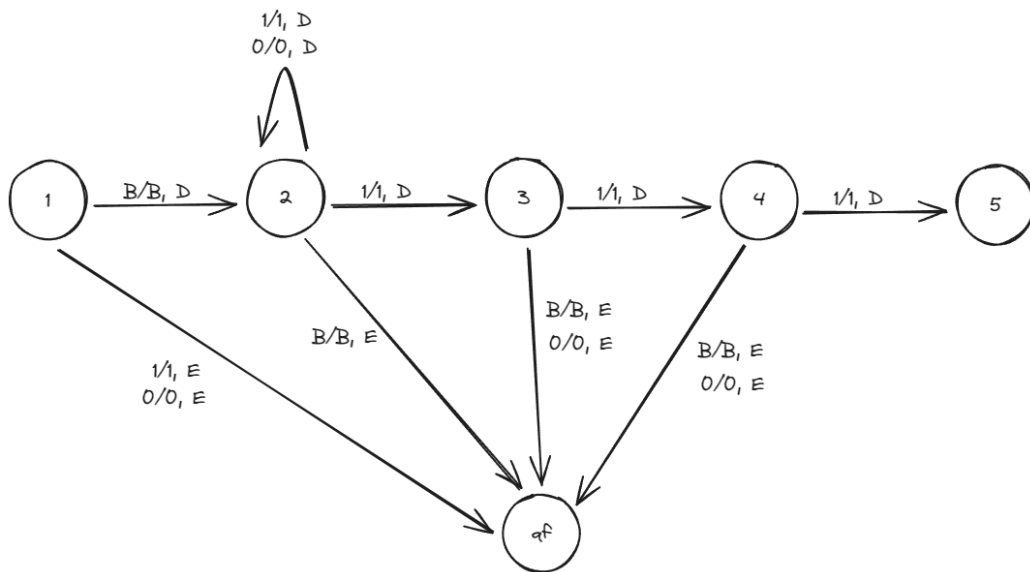 1/1, D
0/0, D
1
B/B, D
2
1/1, D
3
1/1, D
4
1/1, D
5
B/B, E
B/B, E
0/0, E
B/B, E
0/0, E
1/1, E
0/0, E
qf